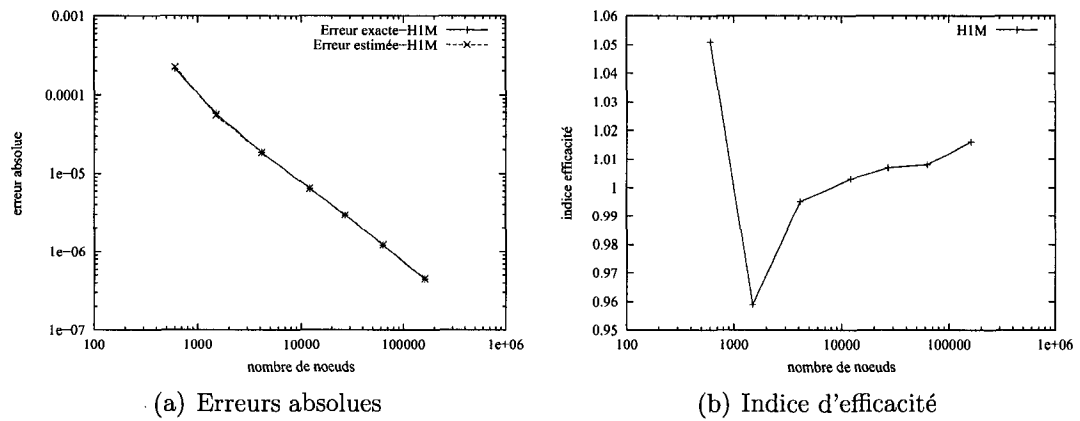 0.001
0.0001
1e-05
1e-06
1e-07
100
1000
10000
100000
1e+06
erreur absolue
nombre de noeuds
Erreur exacte-H1M
Erreur estimée-H1M
(a) Erreurs absolues
1.06
1.05
1.04
1.03
1.02
1.01
1
0.99
0.98
0.97
0.96
0.95
100
1000
10000
100000
1e+06
indice efficacité
nombre de noeuds
H1M
(b) Indice d'efficacité